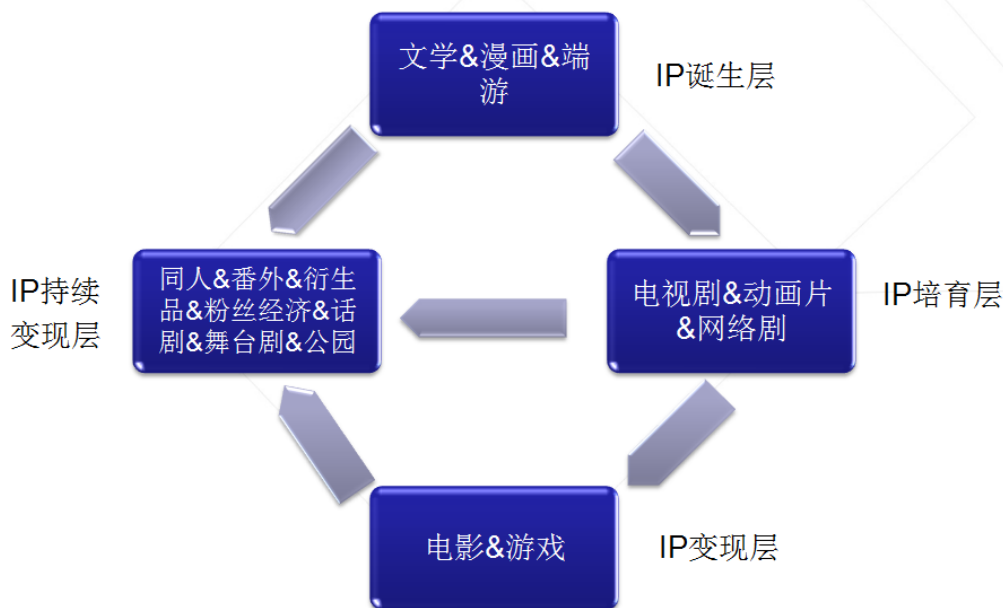 文学&漫画&端
游
IP诞生层
IP持续
变现层
同人&番外&衍生
品&粉丝经济&话
剧&舞台剧&公园
电视剧&动画片
&网络剧
IP培育层
电影&游戏
IP变现层